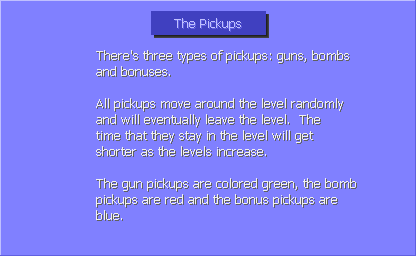 The Pickups
There's three types of pickups: guns, bombs
and bonuses.
All pickups move around the level randomly
and will eventually leave the level.  The
time that they stay in the level will get
shorter as the levels increase.
The gun pickups are colored green, the bomb
pickups are red and the bonus pickups are
blue.